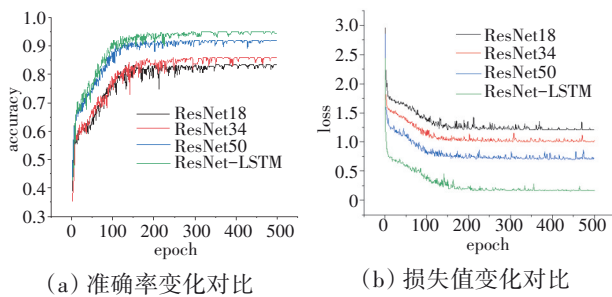 1.0
0.9
0.8
0.7
0.6
0.5
0.4
0.3
accuracy
ResNet18
ResNet34
ResNet50
ResNet-LSTM
0 100 200 300 400 500
epoch
(a) 准确率变化对比
3.0
2.5
2.0
1.5
1.0
0.5
0
loss
ResNet18
ResNet34
ResNet50
ResNet-LSTM
0 100 200 300 400 500
epoch
(b) 损失值变化对比